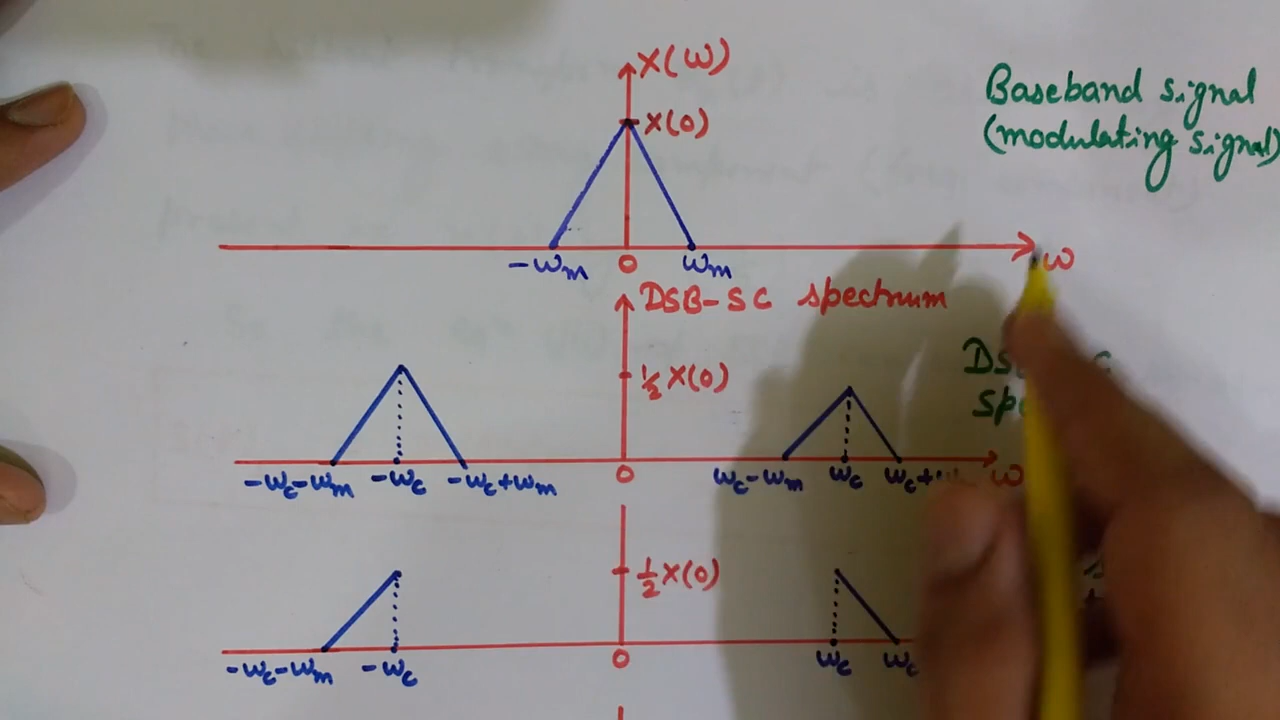 X(ω)
Baseband signal
(modulating signal)
X(0)
-ωm 0 ωm ω
DSB-SC spectrum
½ X(0)
-ωc-ωm -ωc -ωc+ωm 0 ωc-ωm ωc ω
½ X(0)
-ωc-ωm -ωc 0 ωc